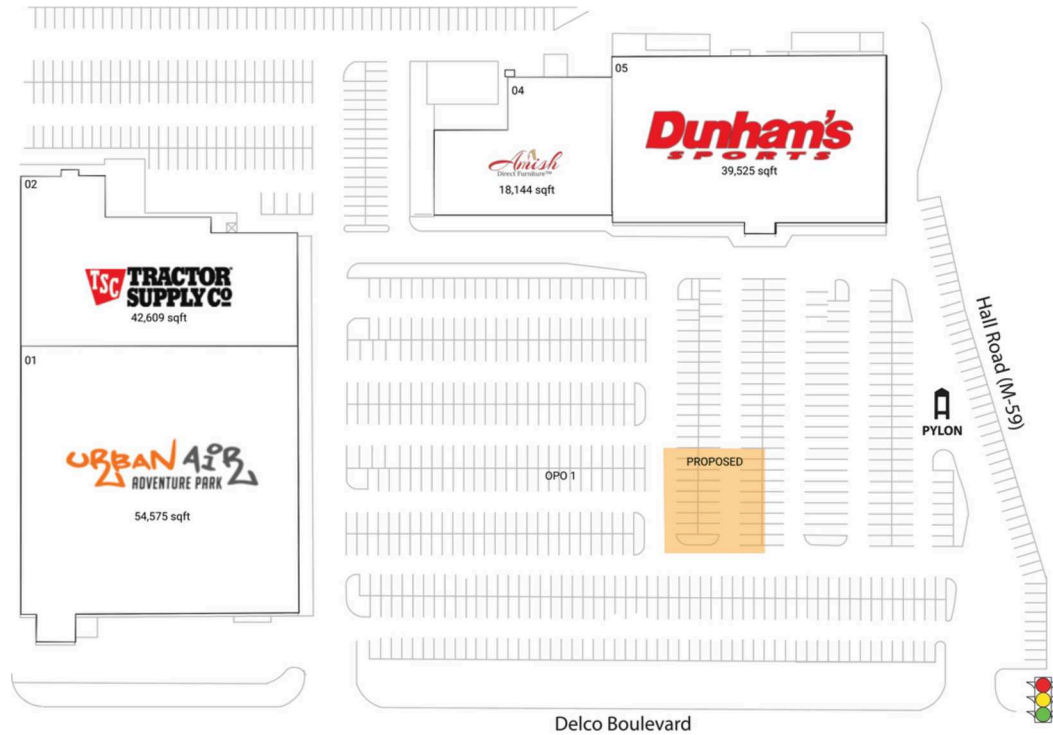 05
04
Dunham's
SPORTS
39,525 sqft
Amish
Direct Furniture™
18,144 sqft
02
TSC TRACTOR
SUPPLY CO
42,609 sqft
01
Hall Road (M-59)
PYLON
URBAN AIR
ADVENTURE PARK
54,575 sqft
PROPOSED
OPO 1
Delco Boulevard